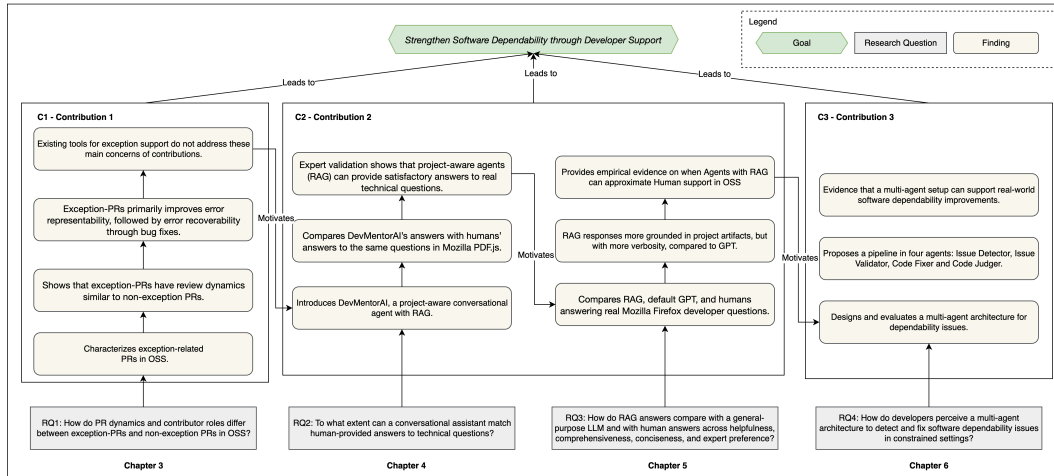 Legend
Goal
Research Question
Finding
Strengthen Software Dependability through Developer Support
Leads to
Leads to
Leads to
C1 - Contribution 1
Existing tools for exception support do not address these
main concerns of contributions.
Exception-PRs primarily improves error
representability, followed by error recoverability
through bug fixes.
Shows that exception-PRs have review dynamics
similar to non-exception PRs.
Characterizes exception-related
PRs in OSS.
Motivates
C2 - Contribution 2
Expert validation shows that project-aware agents
(RAG) can provide satisfactory answers to real
technical questions.
Compares DevMentorAI's answers with humans'
answers to the same questions in Mozilla PDF.js.
Introduces DevMentorAI, a project-aware conversational
agent with RAG.
Motivates
Provides empirical evidence on when Agents with RAG
can approximate Human support in OSS
RAG responses more grounded in project artifacts, but
with more verbosity, compared to GPT.
Compares RAG, default GPT, and humans
answering real Mozilla Firefox developer questions.
Motivates
C3 - Contribution 3
Evidence that a multi-agent setup can support real-world
software dependability improvements.
Proposes a pipeline in four agents: Issue Detector, Issue
Validator, Code Fixer and Code Judger.
Designs and evaluates a multi-agent architecture for
dependability issues.
RQ1: How do PR dynamics and contributor roles differ
between exception-PRs and non-exception PRs in OSS?
RQ2: To what extent can a conversational assistant match
human-provided answers to technical questions?
RQ3: How do RAG answers compare with a general-
purpose LLM and with human answers across helpfulness,
comprehensiveness, conciseness, and expert preference?
RQ4: How do developers perceive a multi-agent
architecture to detect and fix software dependability issues
in constrained settings?
Chapter 3
Chapter 4
Chapter 5
Chapter 6